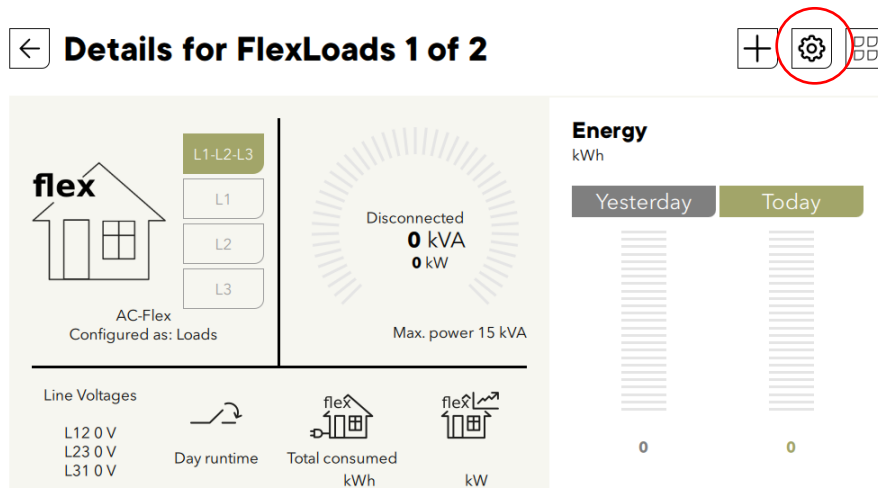 Details for FlexLoads 1 of 2
flex
L1-L2-L3
L1
L2
L3
AC-Flex
Configured as: Loads
Disconnected
0 kVA
0 kW
Max. power 15 kVA
Line Voltages
L12 0 V
L23 0 V
L31 0 V
Day runtime
flex
Total consumed
kWh
flex
kW
Energy
kWh
Yesterday
Today
0
0